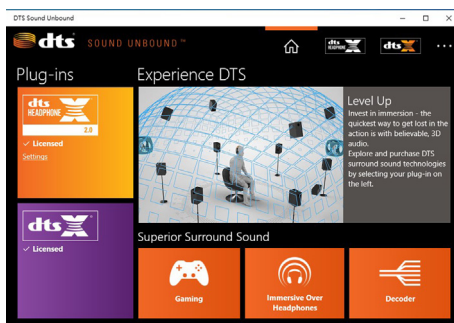 DTS Sound Unbound
dts SOUND UNBOUND™
dts HEADPHONE X
dts X
Plug-ins
dts
HEADPHONE X
2.0
✓ Licensed
Settings
dts X
✓ Licensed
Experience DTS
Level Up
Invest in immersion - the
quickest way to get lost in the
action is with believable, 3D
audio.
Explore and purchase DTS
surround sound technologies
by selecting your plug-in on
the left.
Superior Surround Sound
Gaming
Immersive Over
Headphones
Decoder